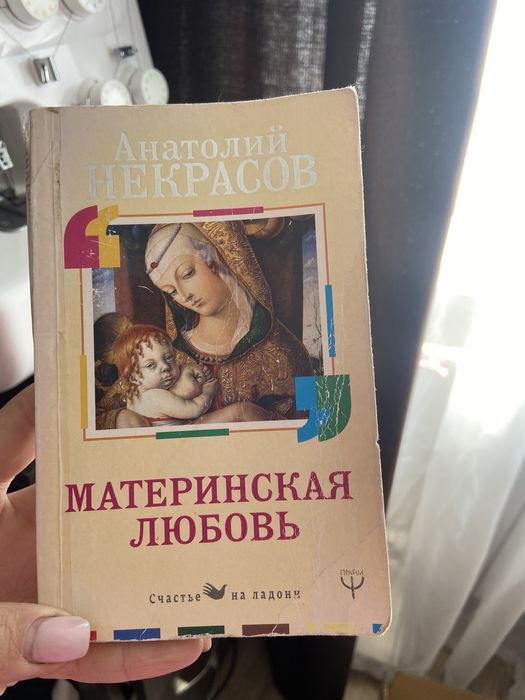 Анатолий
НЕКРАСОВ
МАТЕРИНСКАЯ
ЛЮБОВЬ
Счастье на ладони
ПРАЙМ